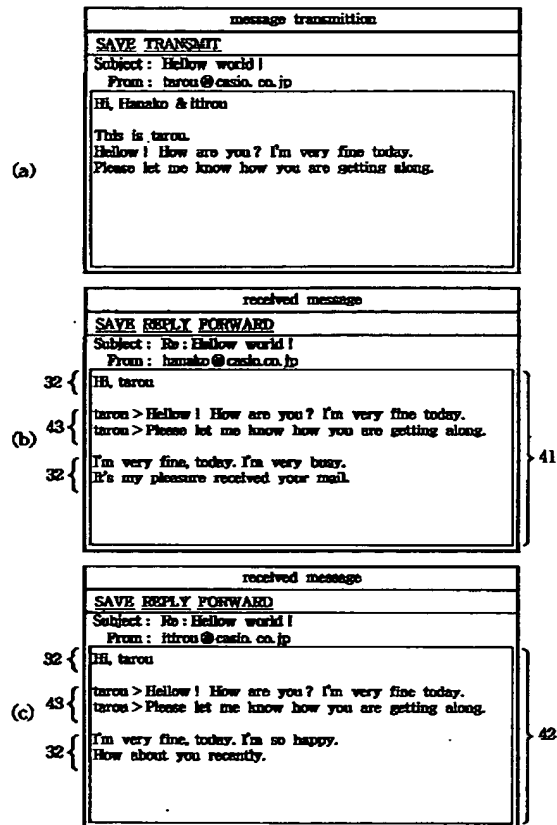 message transmittion
SAVE TRANSMIT
Subject : Hellow world !
From : tarou@casio. co. jp
Hi, Hanako & itirou
This is tarou.
Hellow ! How are you ? I'm very fine today.
Please let me know how you are getting along.
(a)
received message
SAVE REPLY FORWARD
Subject : Re : Hellow world !
From : hanako@casio. co. jp
32 { Hi, tarou
43 { tarou > Hellow ! How are you ? I'm very fine today.
tarou > Please let me know how you are getting along.
(b)
32 { I'm very fine, today. I'm very busy.
It's my pleasure received your mail.
} 41
received message
SAVE REPLY FORWARD
Subject : Re : Hellow world !
From : itirou@casio. co. jp
32 { Hi, tarou
43 { tarou > Hellow ! How are you ? I'm very fine today.
tarou > Please let me know how you are getting along.
(c)
32 { I'm very fine, today. I'm so happy.
How about you recently.
} 42